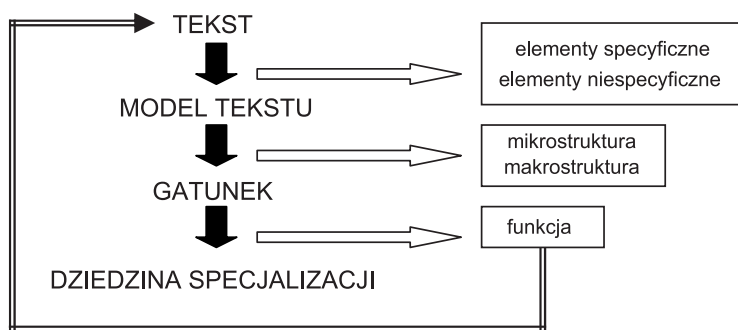 TEKST
elementy specyficzne
elementy niespecyficzne
MODEL TEKSTU
mikrostruktura
makrostruktura
GATUNEK
funkcja
DZIEDZINA SPECJALIZACJI